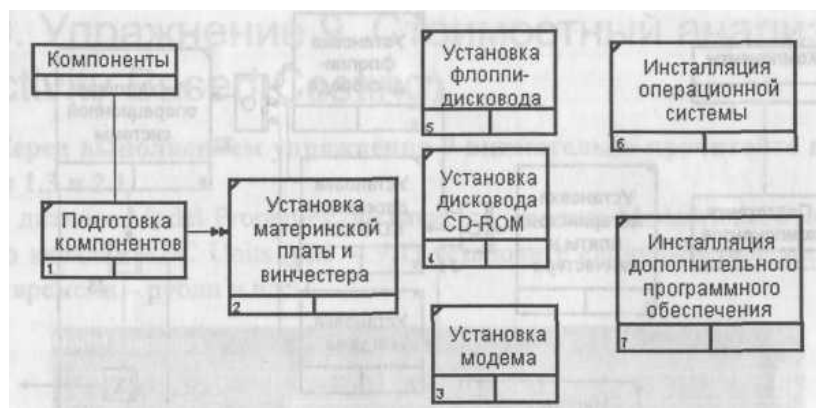 Компоненты
Подготовка
компонентов
1
Установка
материнской
платы и
винчестера
2
Установка
флоппи-
дисковода
5
Установка
дисковода
CD-ROM
4
Установка
модема
3
Инсталляция
операционной
системы
6
Инсталляция
дополнительного
программного
обеспечения
7